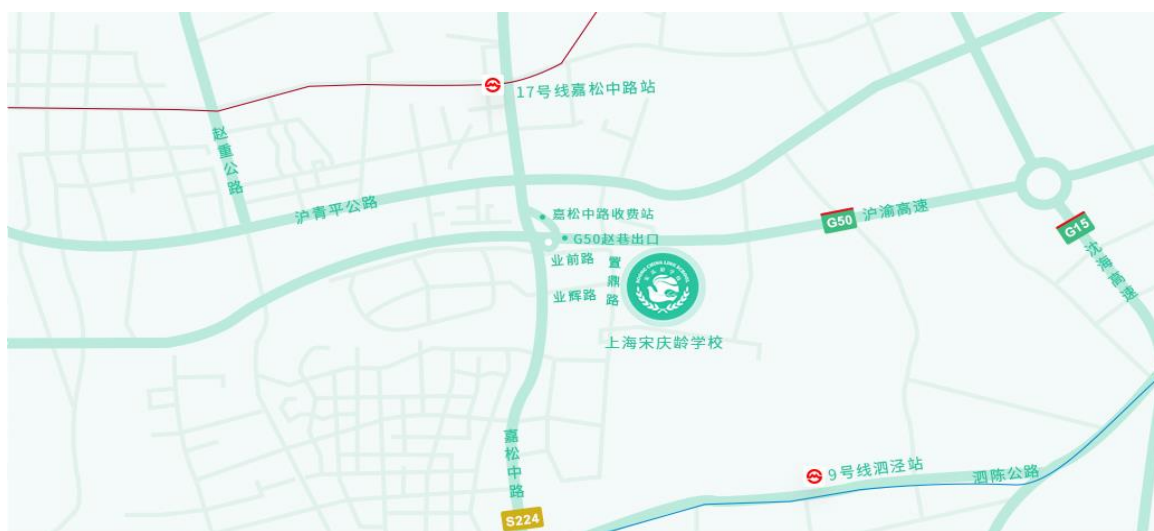 17号线嘉松中路站
赵重公路
沪青平公路
嘉松中路收费站
G50
沪渝高速
G15
沈海高速
G50赵巷出口
业前路
置鼎路
业辉路
上海宋庆龄学校
嘉松中路
S224
9号线泗泾站
泗陈公路